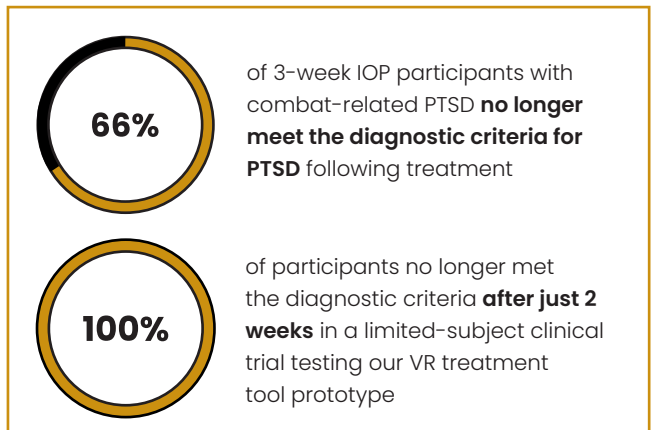 66%
of 3-week IOP participants with
combat-related PTSD no longer
meet the diagnostic criteria for
PTSD following treatment
100%
of participants no longer met
the diagnostic criteria after just 2
weeks in a limited-subject clinical
trial testing our VR treatment
tool prototype